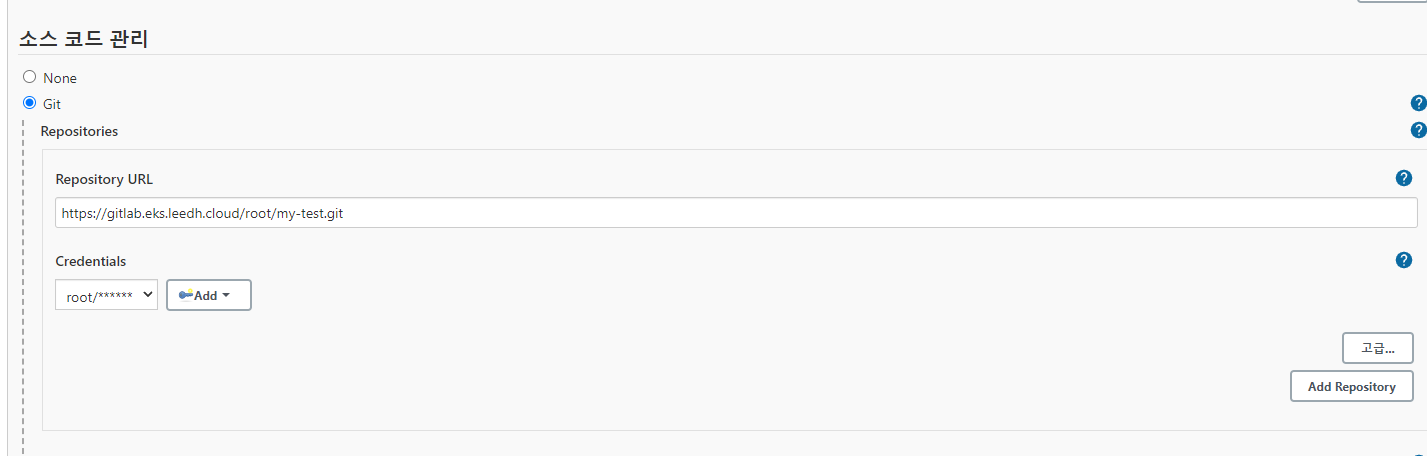 소스 코드 관리
None
Git
?
Repositories
?
Repository URL
?
https://gitlab.eks.leedh.cloud/root/my-test.git
Credentials
?
root/******
Add
고급...
Add Repository